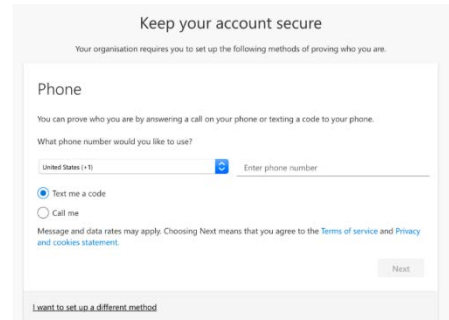 Keep your account secure
Your organisation requires you to set up the following methods of proving who you are.
Phone
You can prove who you are by answering a call on your phone or texting a code to your phone.
What phone number would you like to use?
United States (+1) Enter phone number
Text me a code
Call me
Message and data rates may apply. Choosing Next means that you agree to the Terms of service and Privacy
and cookies statement.
Next
I want to set up a different method